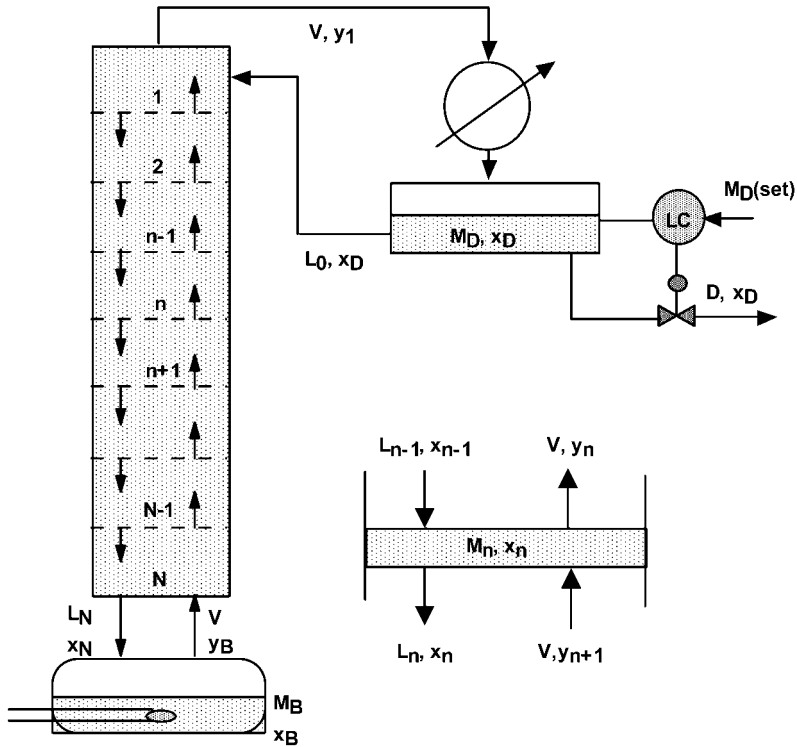 V, y1
1
2
n-1
n
n+1
N-1
N
LN
xN
V
yB
MB
xB
MD, xD
L0, xD
LC
MD(set)
D, xD
Ln-1, xn-1
V, yn
Mn, xn
Ln, xn
V,yn+1